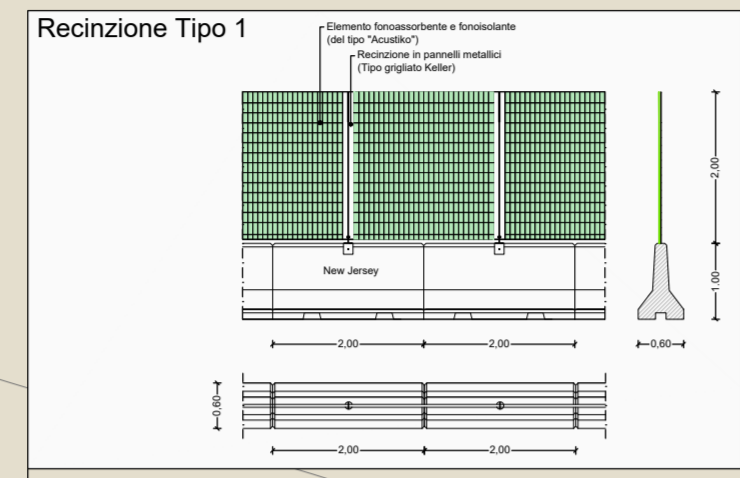 Recinzione Tipo 1
Elemento fonoassorbente e fonoisolante
(del tipo "Acustiko")
Recinzione in pannelli metallici
(Tipo grigliato Keller)
2,00
New Jersey
1.00
2,00
2,00
0,60
0,60
2,00
2,00